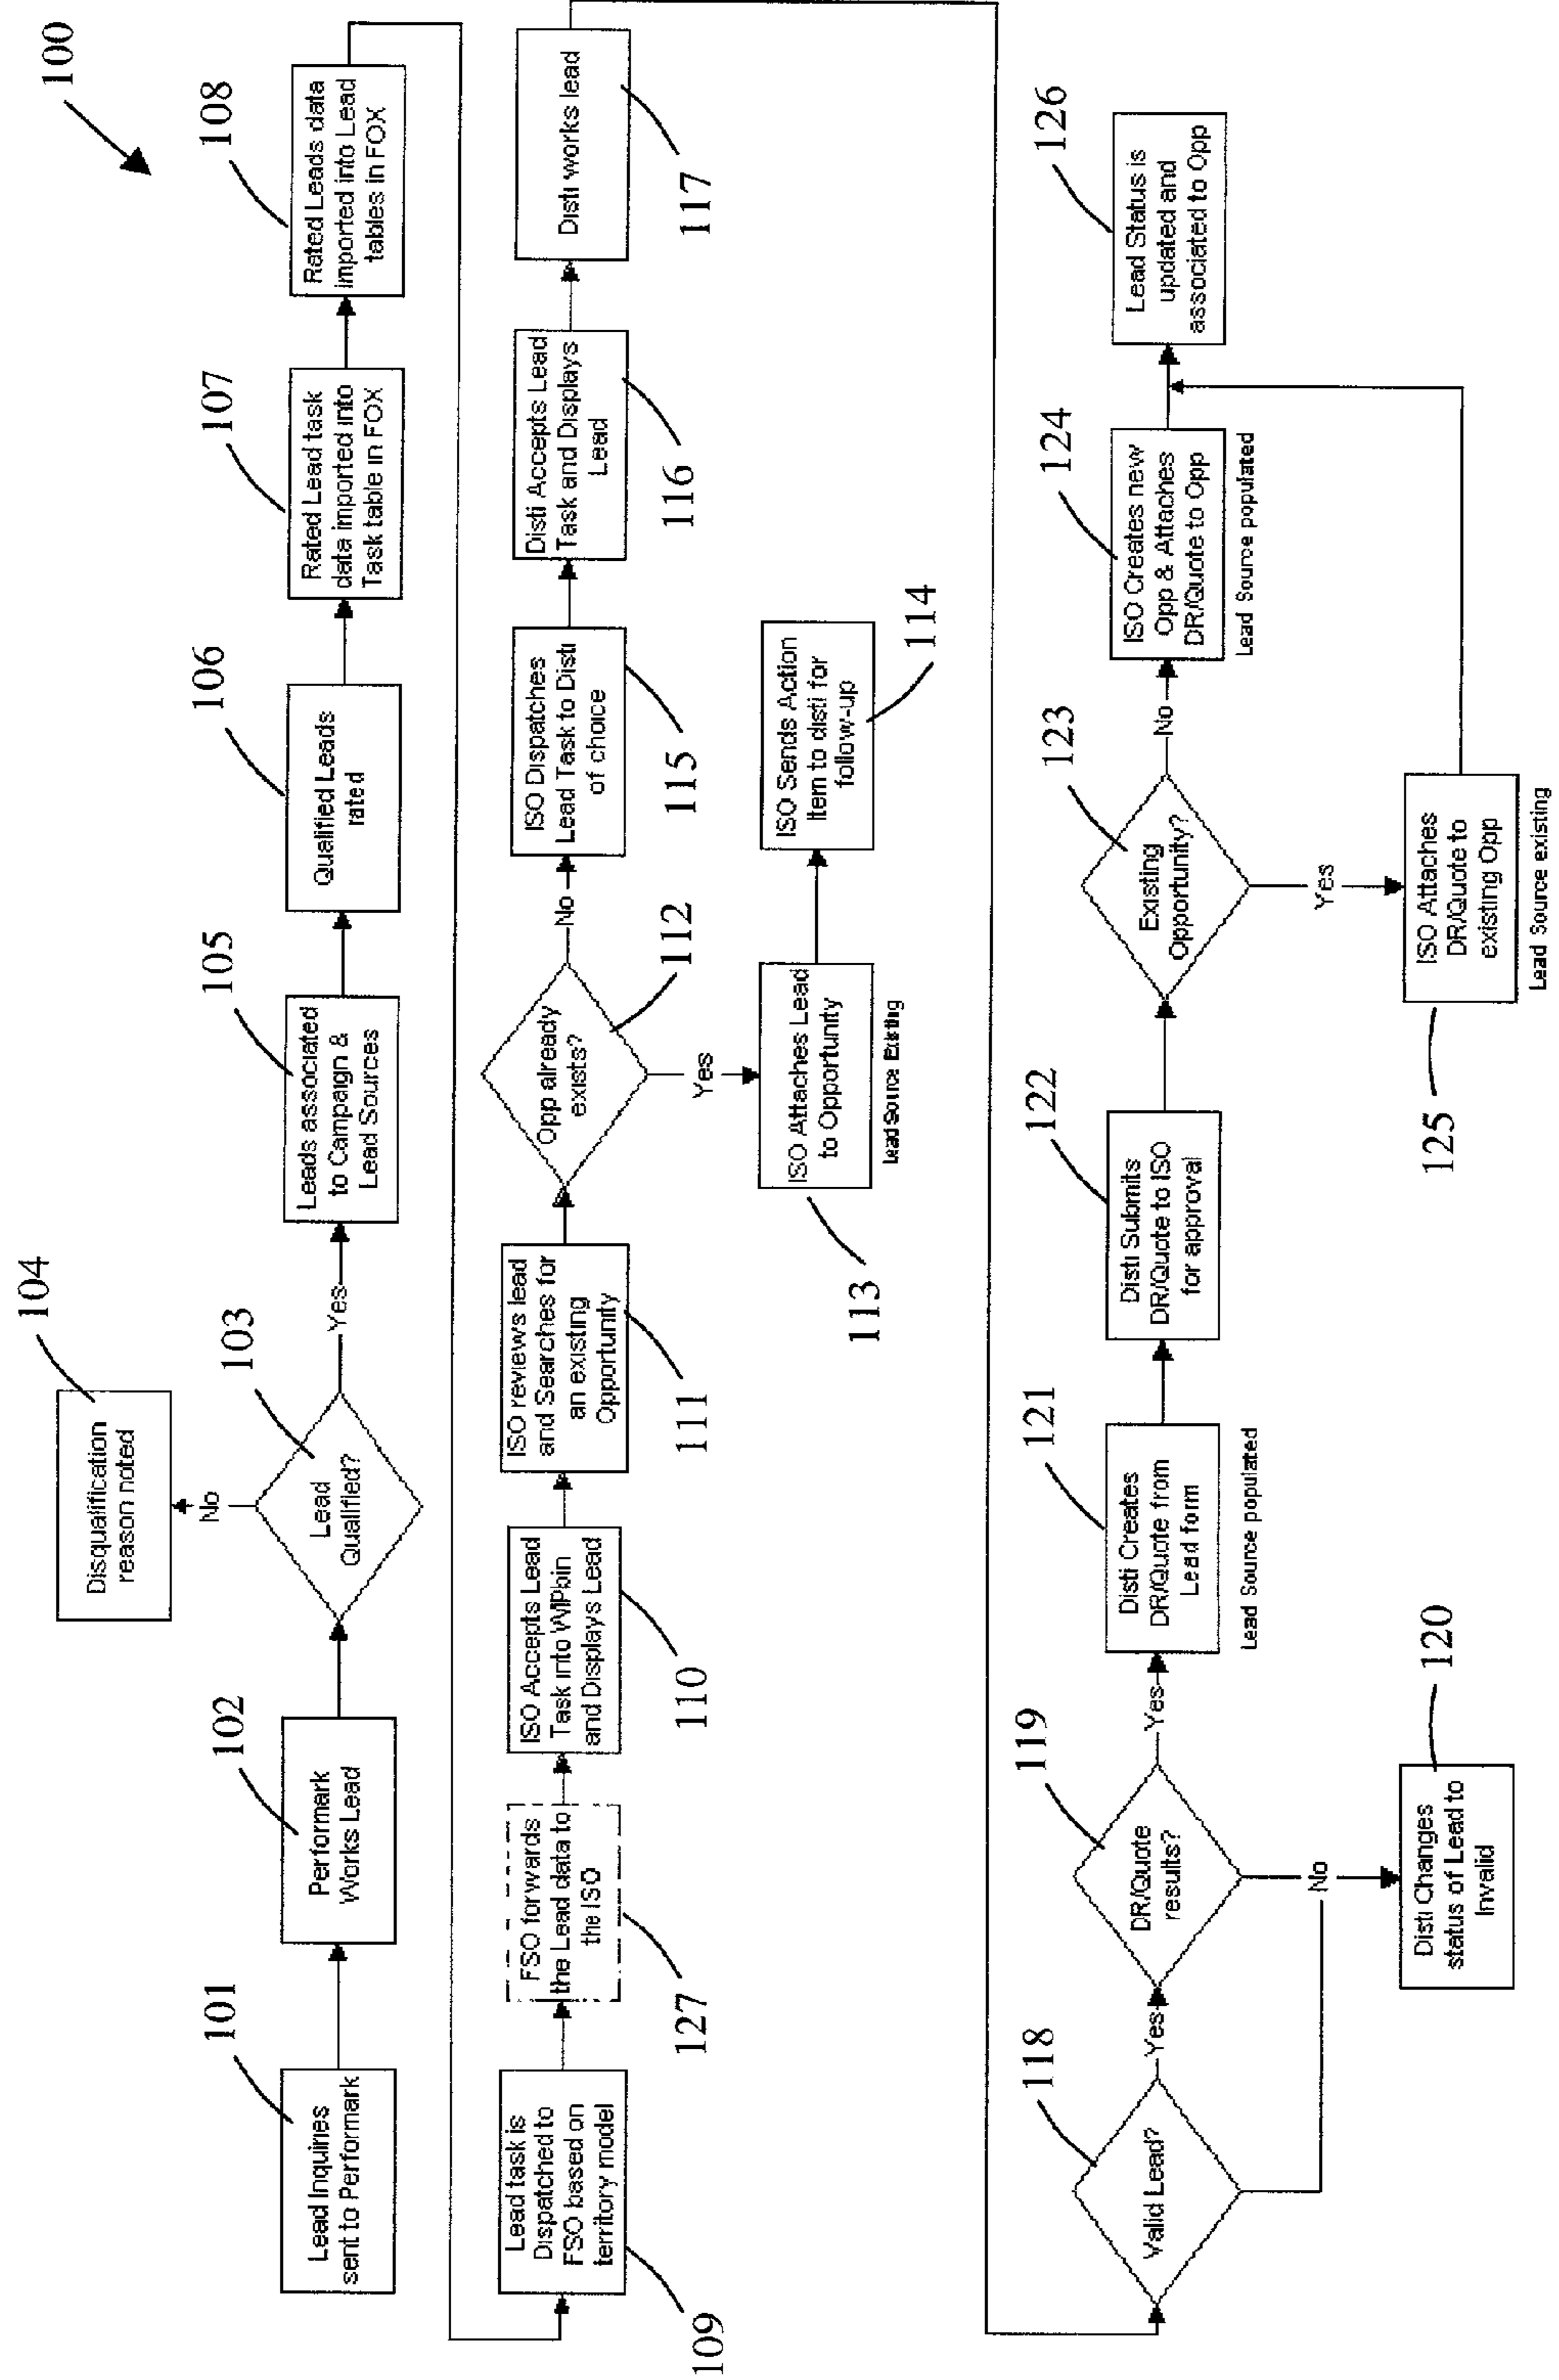 100
101
Lead Inquiries
sent to Performark
102
Performark
Works Lead
103
Lead
Qualified?
No
104
Disqualification
reason noted
Yes
105
Leads associated
to Campaign &
Lead Sources
106
Qualified Leads
rated
107
Rated Lead task
data imported into
Task table in FOX
108
Rated Leads data
imported into Lead
tables in FOX
109
Lead task is
Dispatched to
FSO based on
territory model
127
FSO forwards
the Lead data to
the ISO
110
ISO Accepts Lead
Task into WIPbin
and Displays Lead
111
ISO reviews lead
and Searches for
an existing
Opportunity
112
Opp already
exists?
Yes
113
ISO Attaches Lead
to Opportunity
Lead Source Existing
114
ISO Sends Action
Item to disti for
follow-up
No
115
ISO Dispatches
Lead Task to Disti
of choice
116
Disti Accepts Lead
Task and Displays
Lead
117
Disti works lead
118
Valid Lead?
Yes
119
DR/Quote
results?
No
120
Disti Changes
status of Lead to
Invalid
Yes
121
Disti Creates
DR/Quote from
Lead form
Lead Source populated
122
Disti Submits
DR/Quote to ISO
for approval
123
Existing
Opportunity?
No
124
ISO Creates new
Opp & Attaches
DR/Quote to Opp
Lead Source populated
Yes
125
ISO Attaches
DR/Quote to
existing Opp
Lead Source existing
126
Lead Status is
updated and
associated to Opp